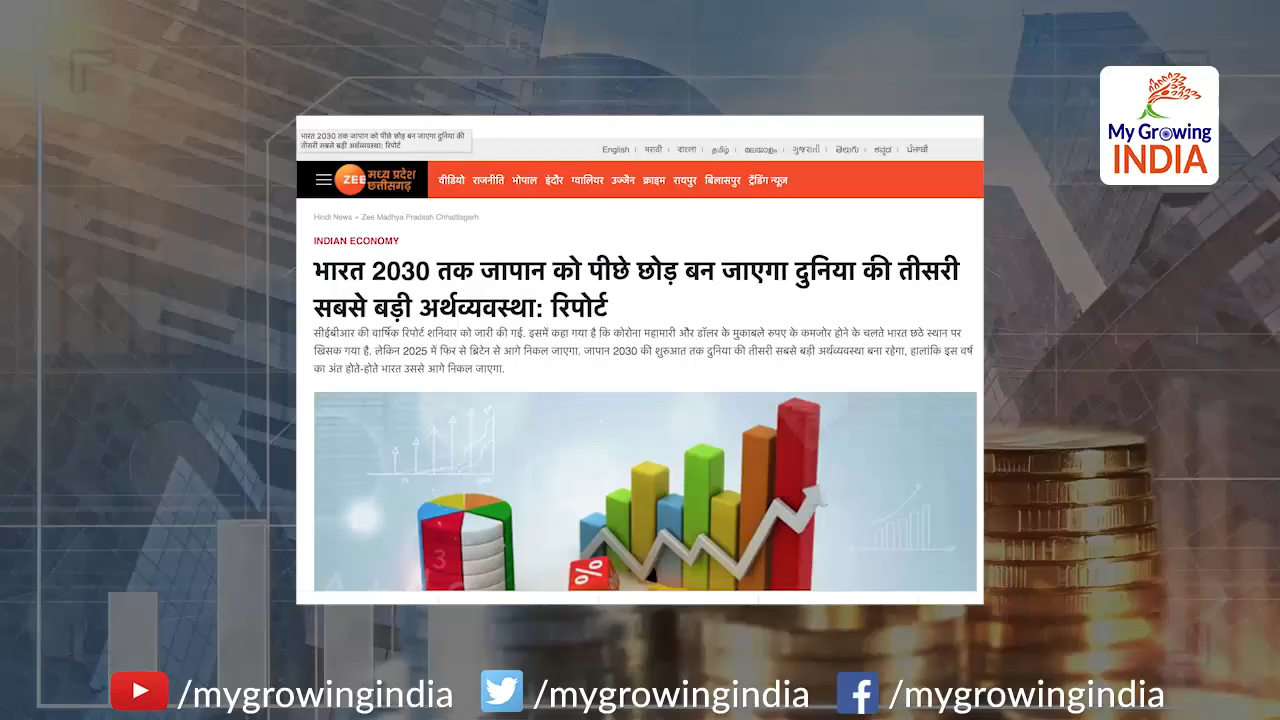 My Growing
INDIA
भारत 2030 तक जापान को पीछे छोड़ बन जाएगा दुनिया की
तीसरी सबसे बड़ी अर्थव्यवस्था: रिपोर्ट
English मराठी বাংলা தமிழ் മലയാളം ગુજરાતી తెలుగు ಕನ್ನಡ ਪੰਜਾਬੀ
ZEE मध्य प्रदेश
छत्तीसगढ़
वीडियो राजनीति भोपाल इंदौर ग्वालियर उज्जैन क्राइम रायपुर बिलासपुर ट्रेंडिंग न्यूज़
Hindi News » Zee Madhya Pradesh Chhattisgarh
INDIAN ECONOMY
भारत 2030 तक जापान को पीछे छोड़ बन जाएगा दुनिया की तीसरी
सबसे बड़ी अर्थव्यवस्था: रिपोर्ट
सीईबीआर की वार्षिक रिपोर्ट शनिवार को जारी की गई. इसमें कहा गया है कि कोरोना महामारी और डॉलर के मुकाबले रुपए के कमजोर होने के चलते भारत छठे स्थान पर
खिसक गया है. लेकिन 2025 में फिर से ब्रिटेन से आगे निकल जाएगा. जापान 2030 की शुरुआत तक दुनिया की तीसरी सबसे बड़ी अर्थव्यवस्था बना रहेगा, हालांकि इस वर्ष
का अंत होते-होते भारत उससे आगे निकल जाएगा.
3
%
/mygrowingindia /mygrowingindia /mygrowingindia